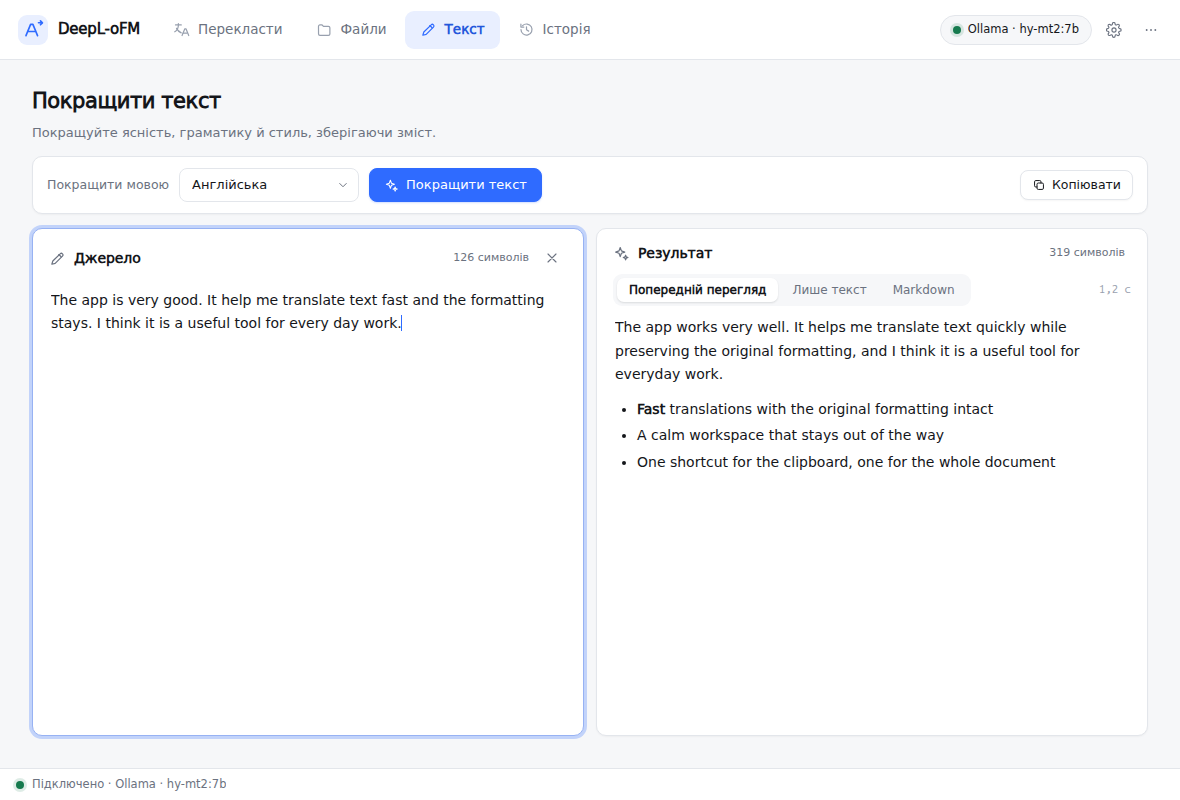 DeepL-oFM
Перекласти
Файли
Текст
Історія
Ollama · hy-mt2:7b
Покращити текст
Покращуйте ясність, граматику й стиль, зберігаючи зміст.
Покращити мовою
Англійська
Покращити текст
Копіювати
Джерело
126 символів
The app is very good. It help me translate text fast and the formatting
stays. I think it is a useful tool for every day work.
Результат
319 символів
Попередній перегляд
Лише текст
Markdown
1,2 с
The app works very well. It helps me translate text quickly while
preserving the original formatting, and I think it is a useful tool for
everyday work.
• Fast translations with the original formatting intact
• A calm workspace that stays out of the way
• One shortcut for the clipboard, one for the whole document
Підключено · Ollama · hy-mt2:7b